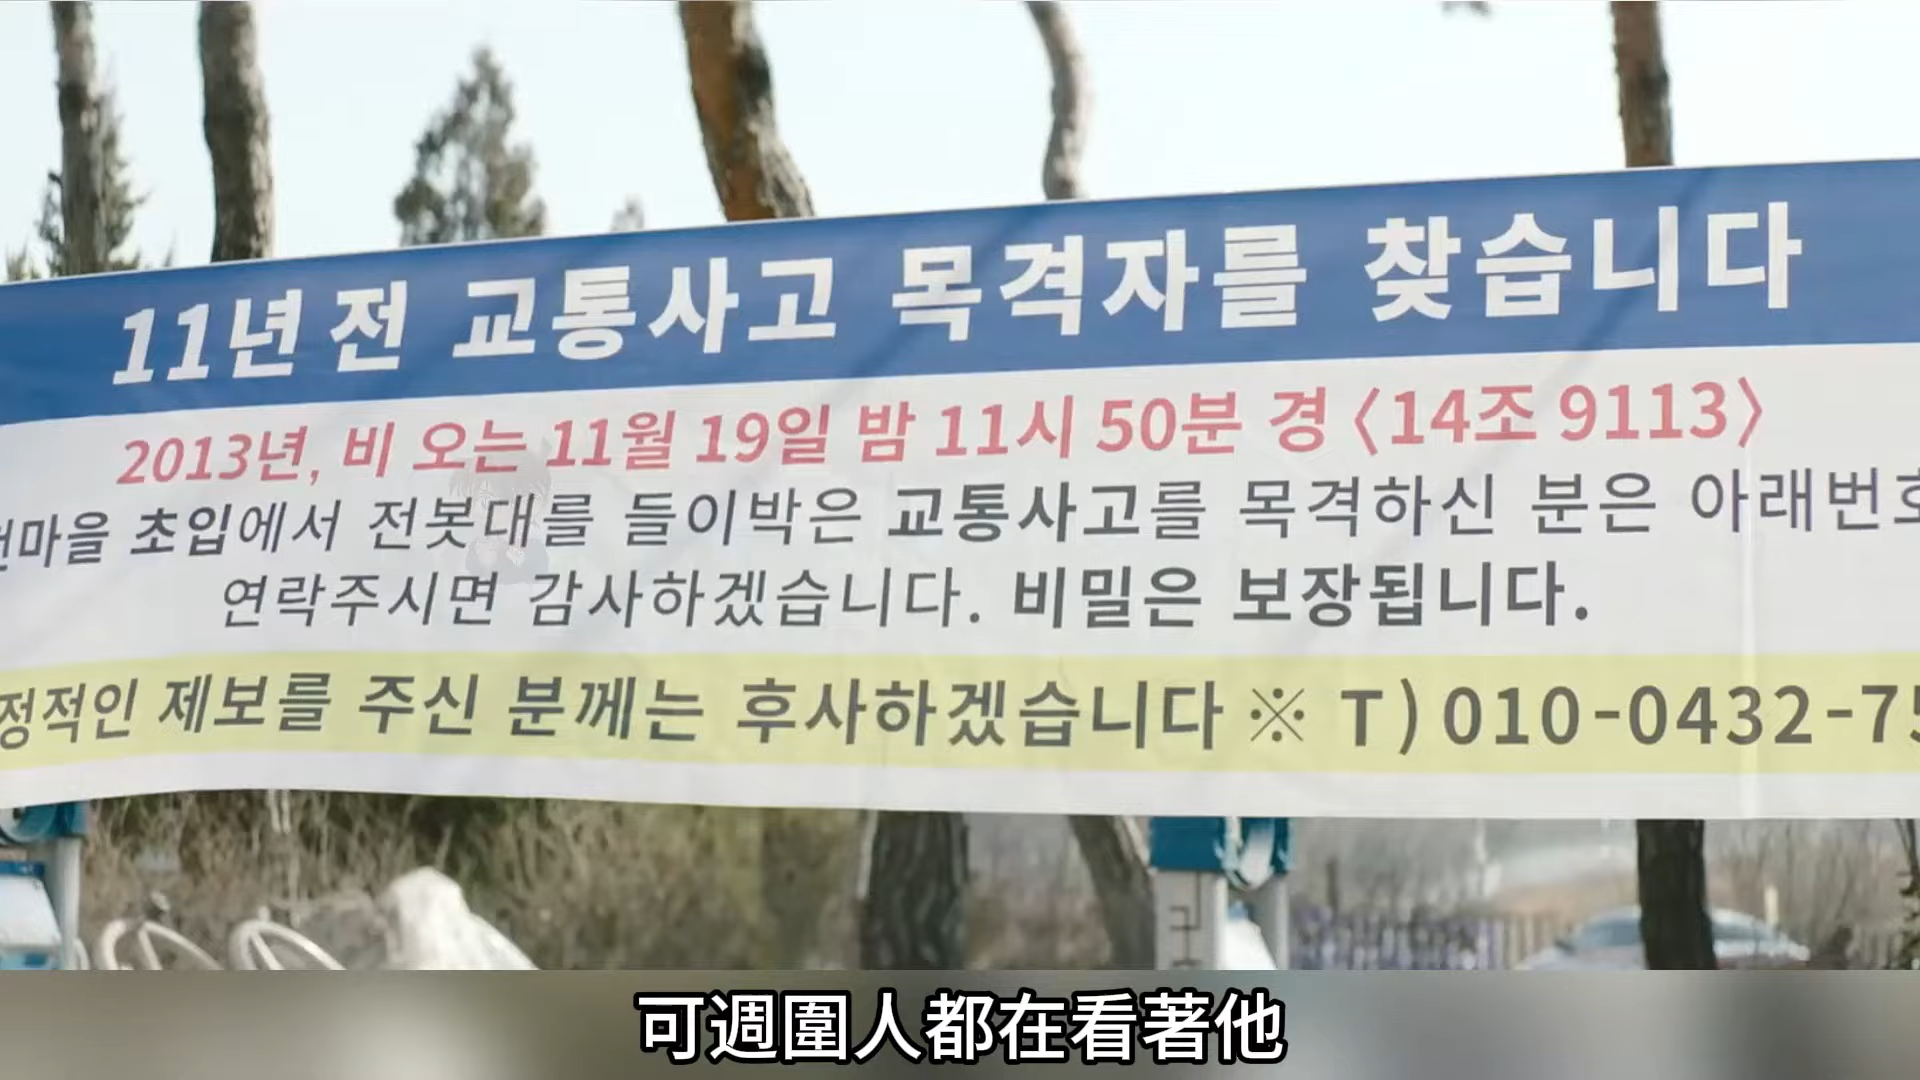 11년 전 교통사고 목격자를 찾습니다
2013년, 비 오는 11월 19일 밤 11시 50분 경 〈14조 9113〉
마을 초입에서 전봇대를 들이박은 교통사고를 목격하신 분은 아래번호
연락주시면 감사하겠습니다. 비밀은 보장됩니다.
정적인 제보를 주신 분께는 후사하겠습니다 ※ T) 010-0432-7
可週圍人都在看著他